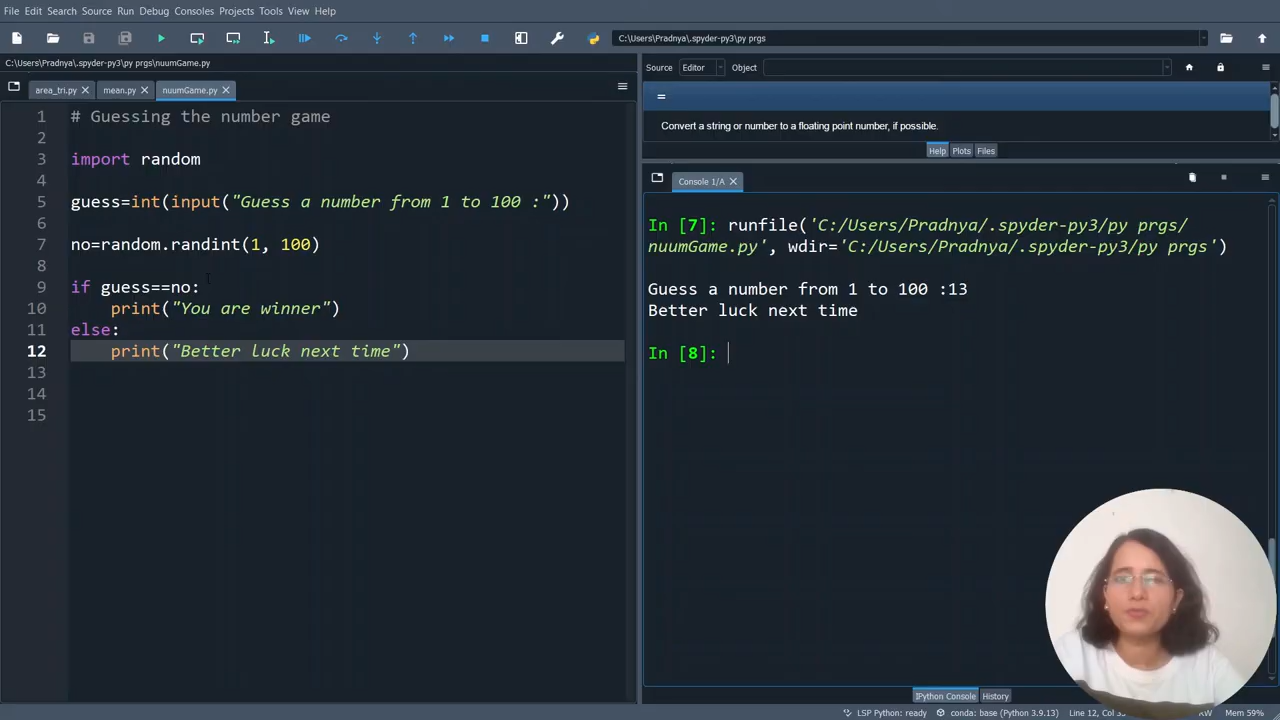 File Edit Search Source Run Debug Consoles Projects Tools View Help
C:\Users\Pradnya\.spyder-py3\py prgs
C:\Users\Pradnya\.spyder-py3\py prgs\nuumGame.py
area_tri.py
mean.py
nuumGame.py
1 # Guessing the number game
2
3 import random
4
5 guess=int(input("Guess a number from 1 to 100 :"))
6
7 no=random.randint(1, 100)
8
9 if guess==no:
10 print("You are winner")
11 else:
12 print("Better luck next time")
13
14
15
Source Editor Object
=
Convert a string or number to a floating point number, if possible.
Help Plots Files
Console 1/A
In [7]: runfile('C:/Users/Pradnya/.spyder-py3/py prgs/
nuumGame.py', wdir='C:/Users/Pradnya/.spyder-py3/py prgs')
Guess a number from 1 to 100 :13
Better luck next time
In [8]:
IPython Console History
LSP Python: ready conda: base (Python 3.9.13) Line 12, Col RW Mem 59%